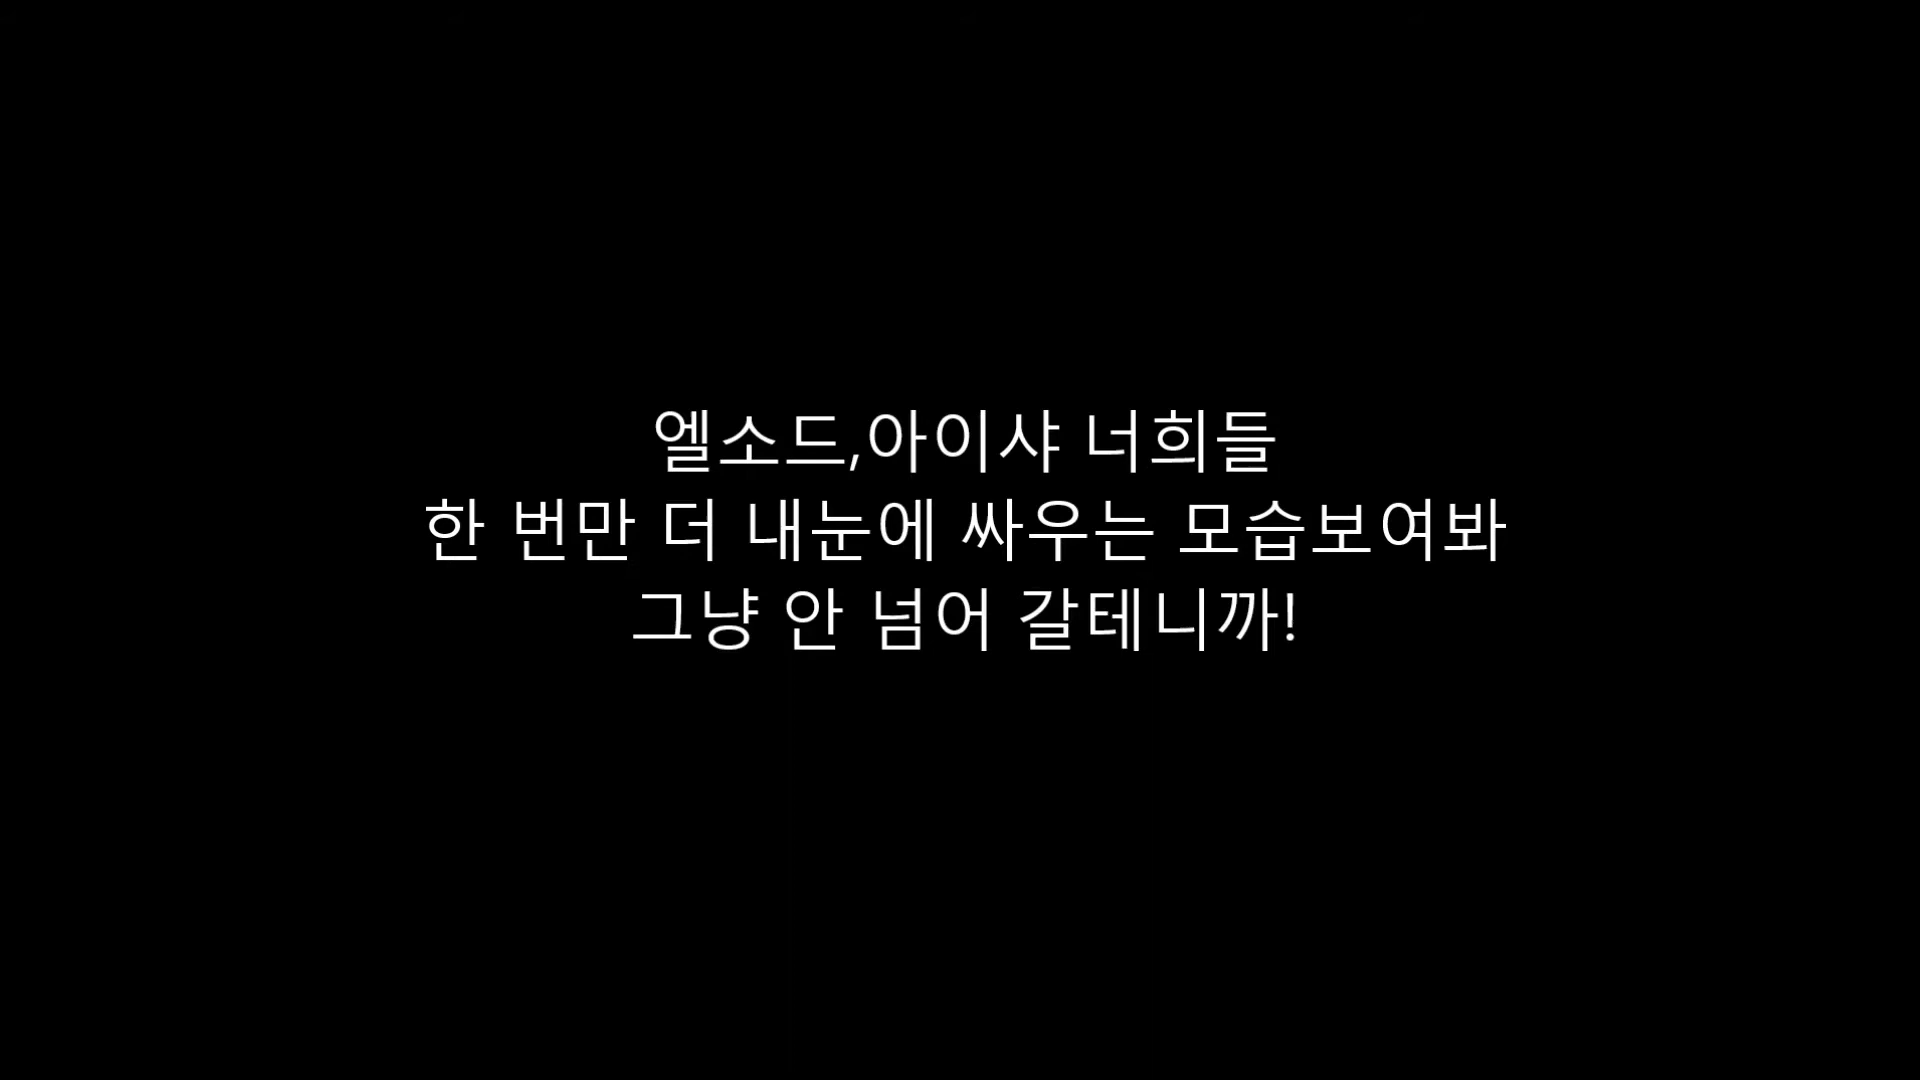 엘소드,아이샤 너희들
한 번만 더 내눈에 싸우는 모습보여봐
그냥 안 넘어 갈테니까!